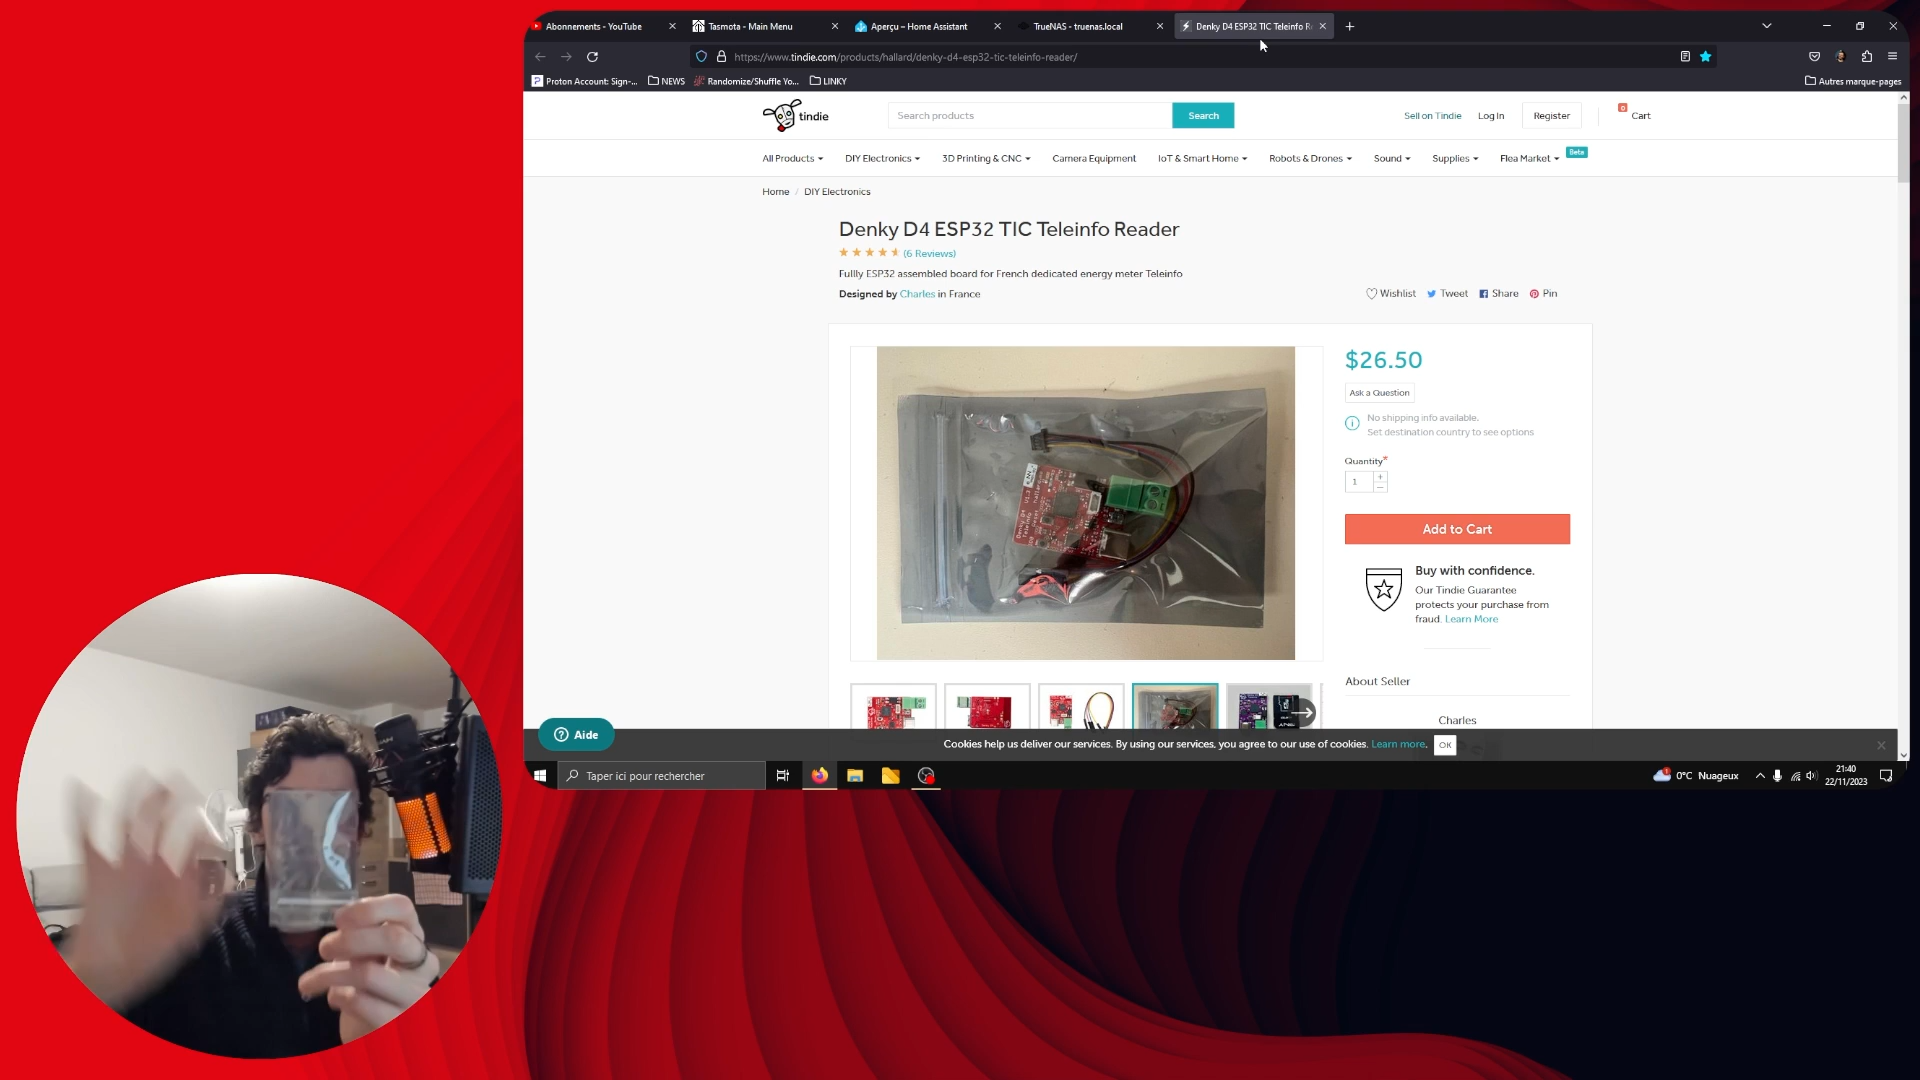 Abonnements - YouTube
Tasmota - Main Menu
Aperçu – Home Assistant
TrueNAS - truenas.local
Denky D4 ESP32 TIC Teleinfo R
https://www.tindie.com/products/hallard/denky-d4-esp32-tic-teleinfo-reader/
Proton Account: Sign-...
NEWS
Randomize/Shuffle Yo...
LINKY
Autres marque-pages
tindie
Search products
Search
Sell on Tindie
Log In
Register
0
Cart
All Products
DIY Electronics
3D Printing & CNC
Camera Equipment
IoT & Smart Home
Robots & Drones
Sound
Supplies
Flea Market
Beta
Home / DIY Electronics
Denky D4 ESP32 TIC Teleinfo Reader
(6 Reviews)
Fullly ESP32 assembled board for French dedicated energy meter Teleinfo
Designed by Charles in France
Wishlist
Tweet
Share
Pin
$26.50
Ask a Question
No shipping info available.
Set destination country to see options
Quantity*
1
Add to Cart
Buy with confidence.
Our Tindie Guarantee
protects your purchase from
fraud. Learn More
About Seller
Charles
Denky D4 V1.3
Teleinfo
Aide
Cookies help us deliver our services. By using our services, you agree to our use of cookies. Learn more.
OK
Taper ici pour rechercher
0°C Nuageux
21:40
22/11/2023